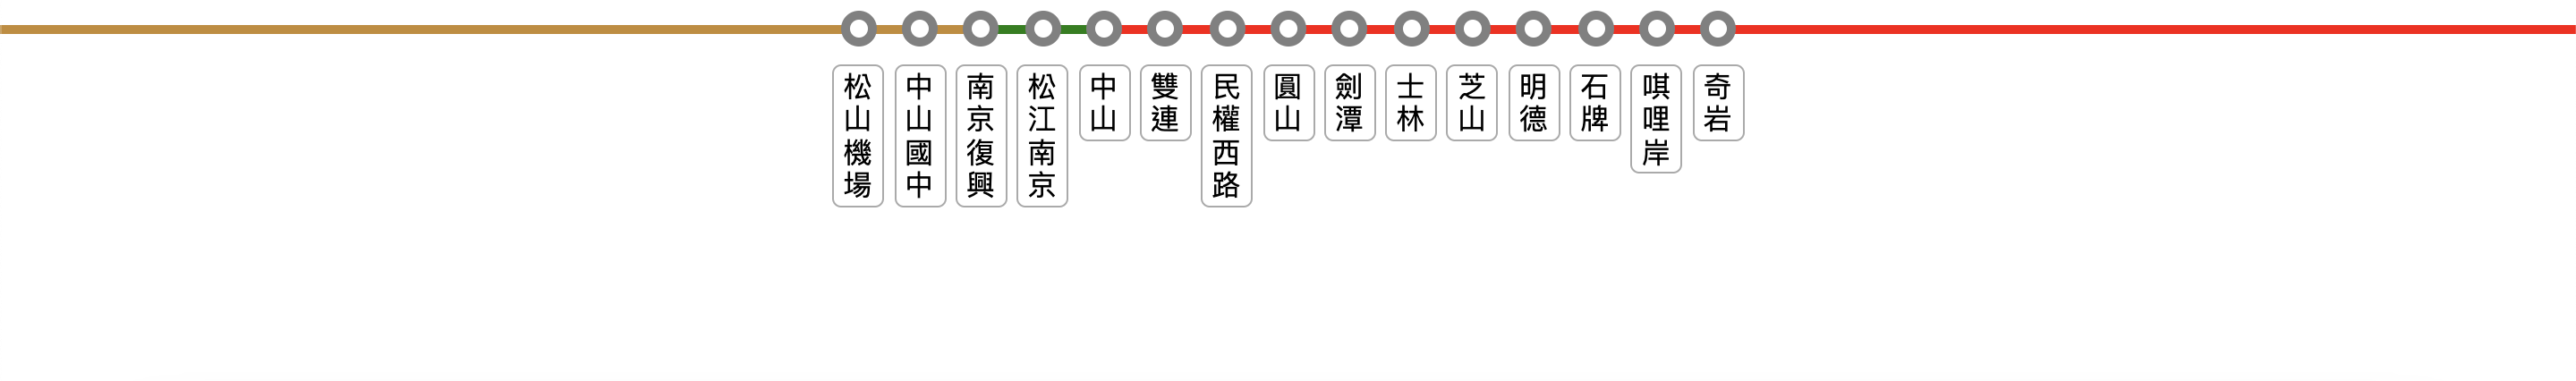 松山機場
中山國中
南京復興
松江南京
中山
雙連
民權西路
圓山
劍潭
士林
芝山
明德
石牌
唭哩岸
奇岩